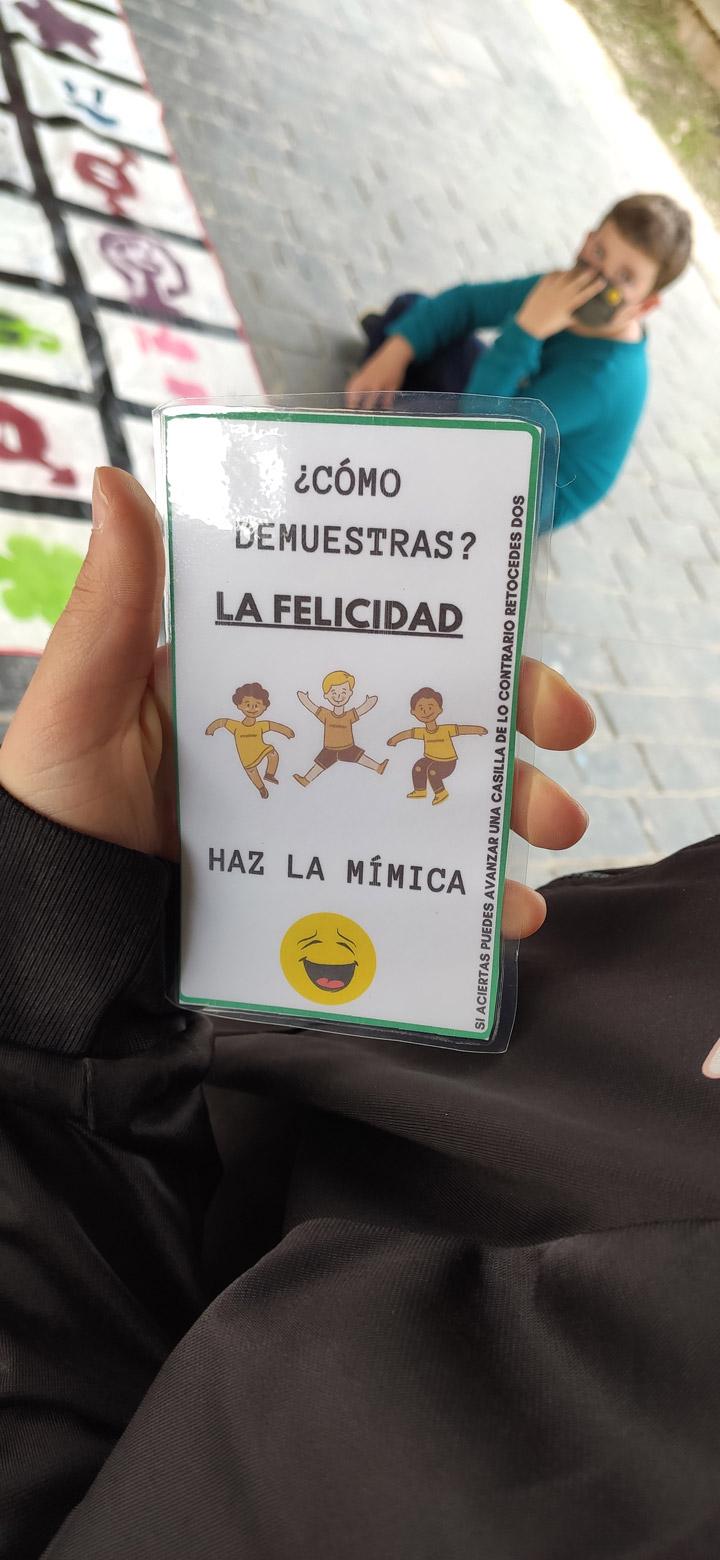 ¿CÓMO
DEMUESTRAS?
LA FELICIDAD
HAZ LA MÍMICA
SI ACIERTAS PUEDES AVANZAR UNA CASILLA DE LO CONTRARIO RETOCEDES DOS